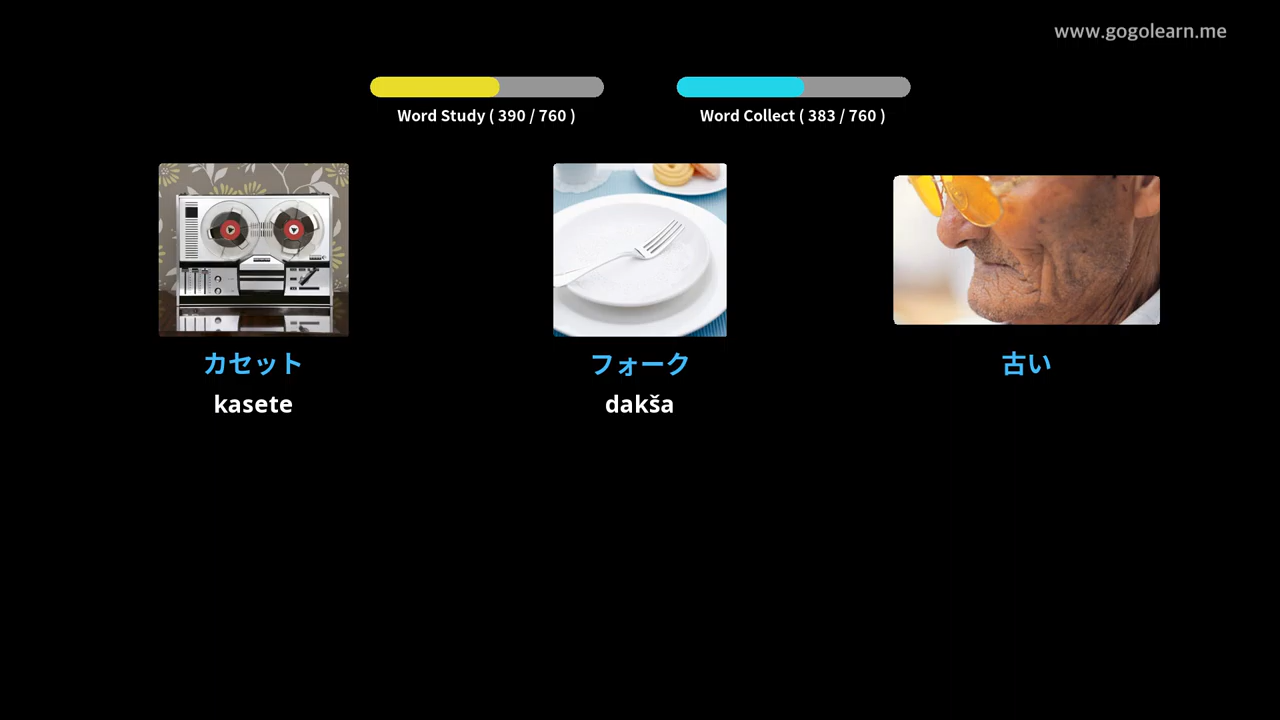 www.gogolearn.me
Word Study ( 390 / 760 )
Word Collect ( 383 / 760 )
カセット
フォーク
古い
kasete
dakša